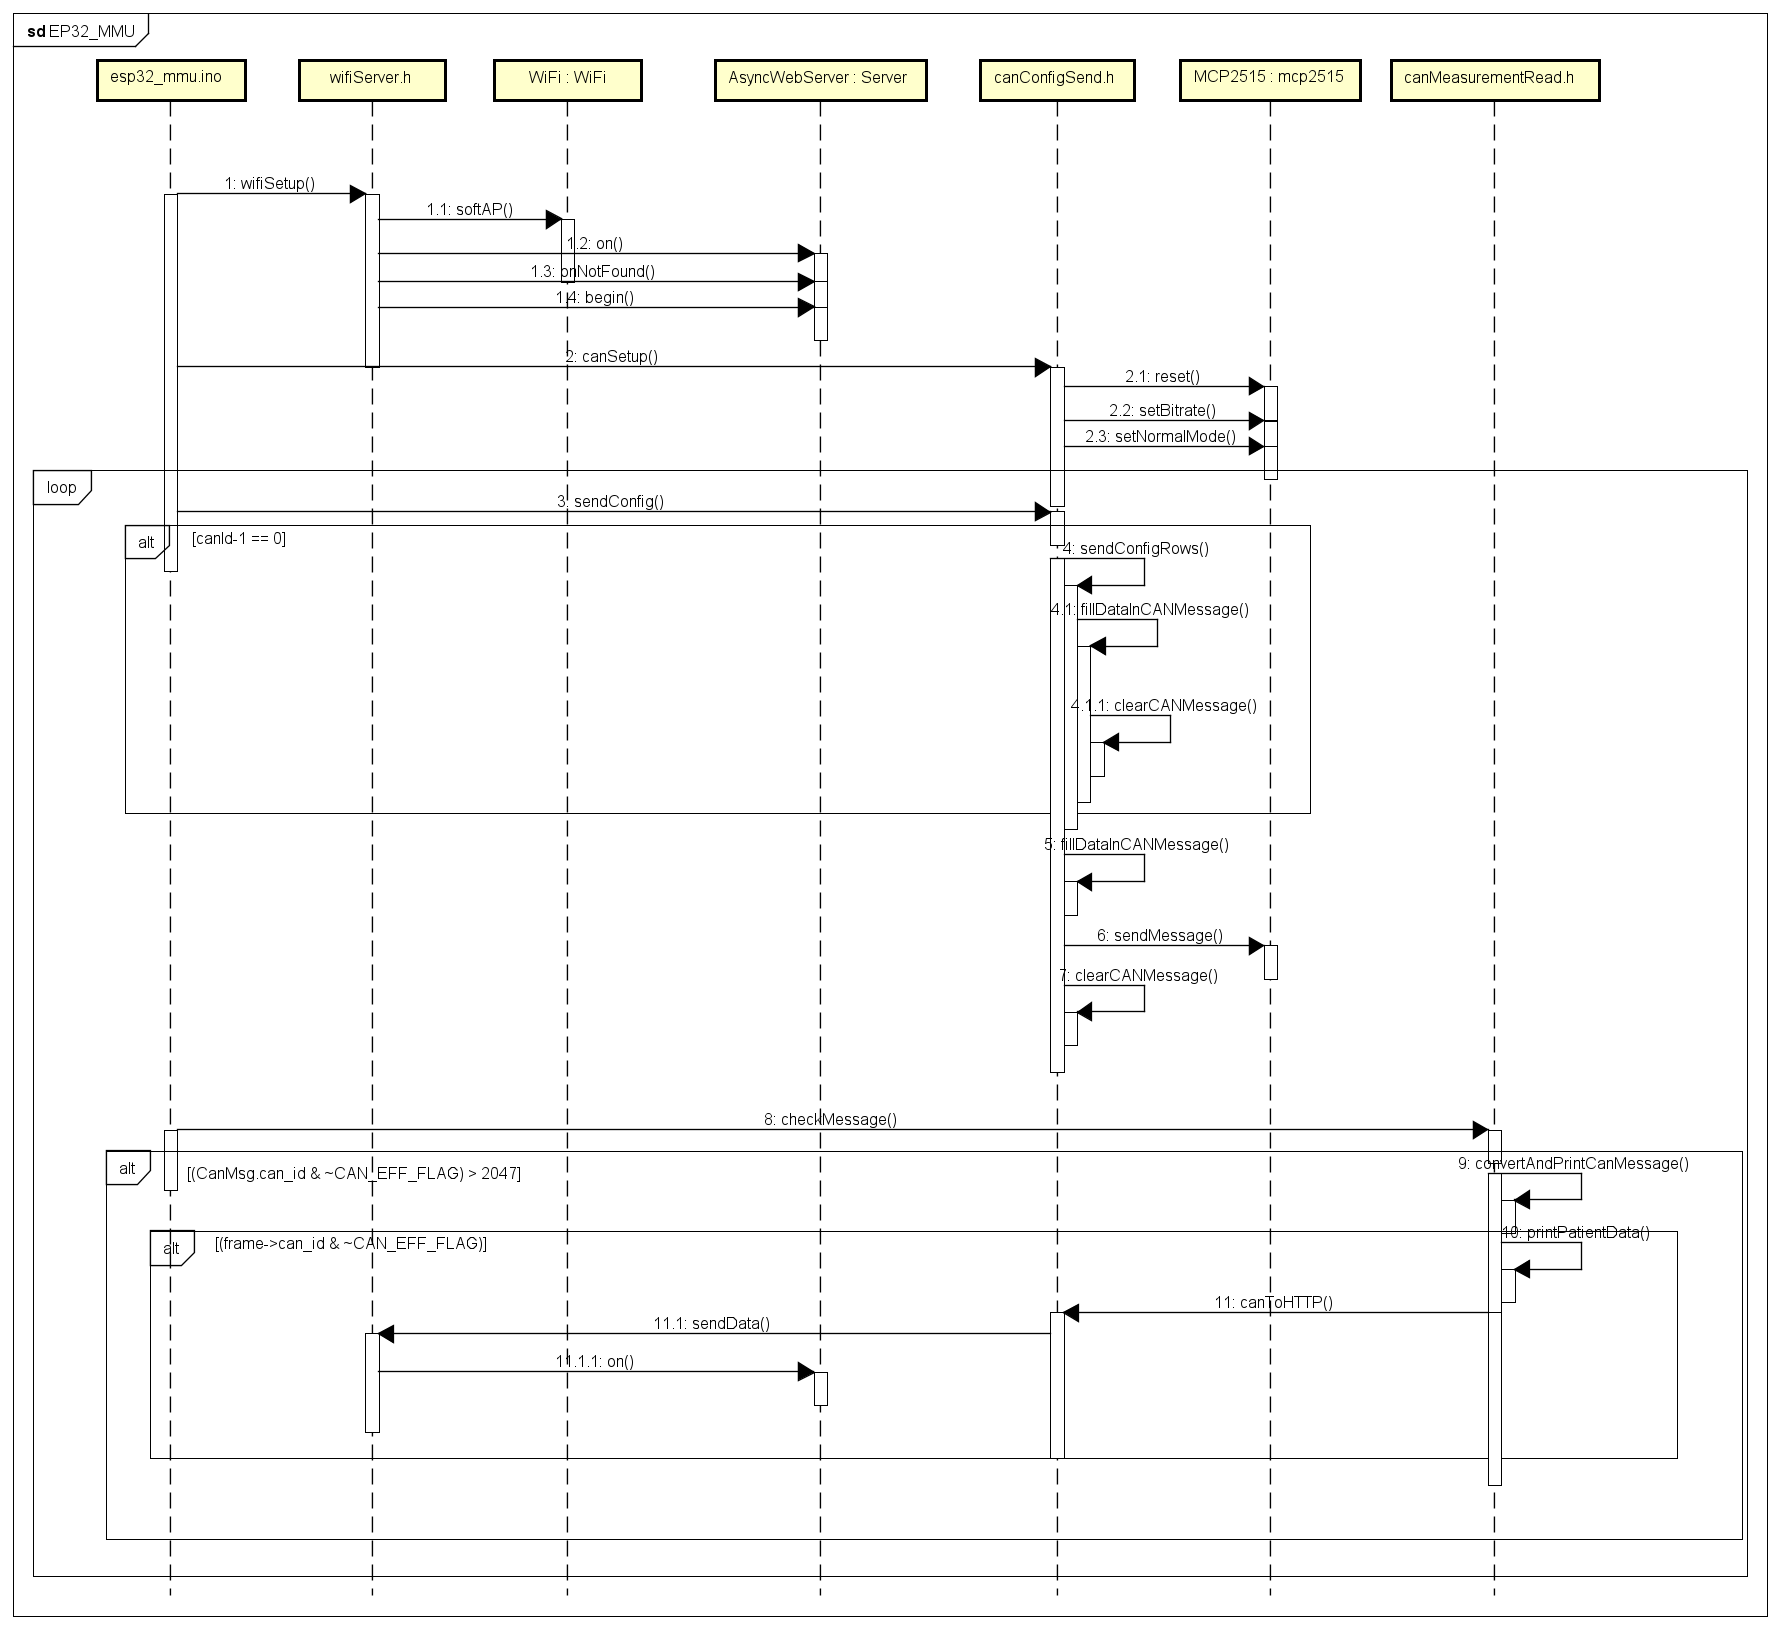 sd EP32_MMU
esp32_mmu.ino
wifiServer.h
WiFi : WiFi
AsyncWebServer : Server
canConfigSend.h
MCP2515 : mcp2515
canMeasurementRead.h
1: wifiSetup()
1.1: softAP()
1.2: on()
1.3: onNotFound()
1.4: begin()
2: canSetup()
2.1: reset()
2.2: setBitrate()
2.3: setNormalMode()
loop
3: sendConfig()
alt
[canId-1 == 0]
4: sendConfigRows()
4.1: fillDataInCANMessage()
4.1.1: clearCANMessage()
5: fillDataInCANMessage()
6: sendMessage()
7: clearCANMessage()
8: checkMessage()
alt
[(CanMsg.can_id & ~CAN_EFF_FLAG) > 2047]
9: convertAndPrintCanMessage()
10: printPatientData()
alt
[(frame->can_id & ~CAN_EFF_FLAG)]
11: canToHTTP()
11.1: sendData()
11.1.1: on()